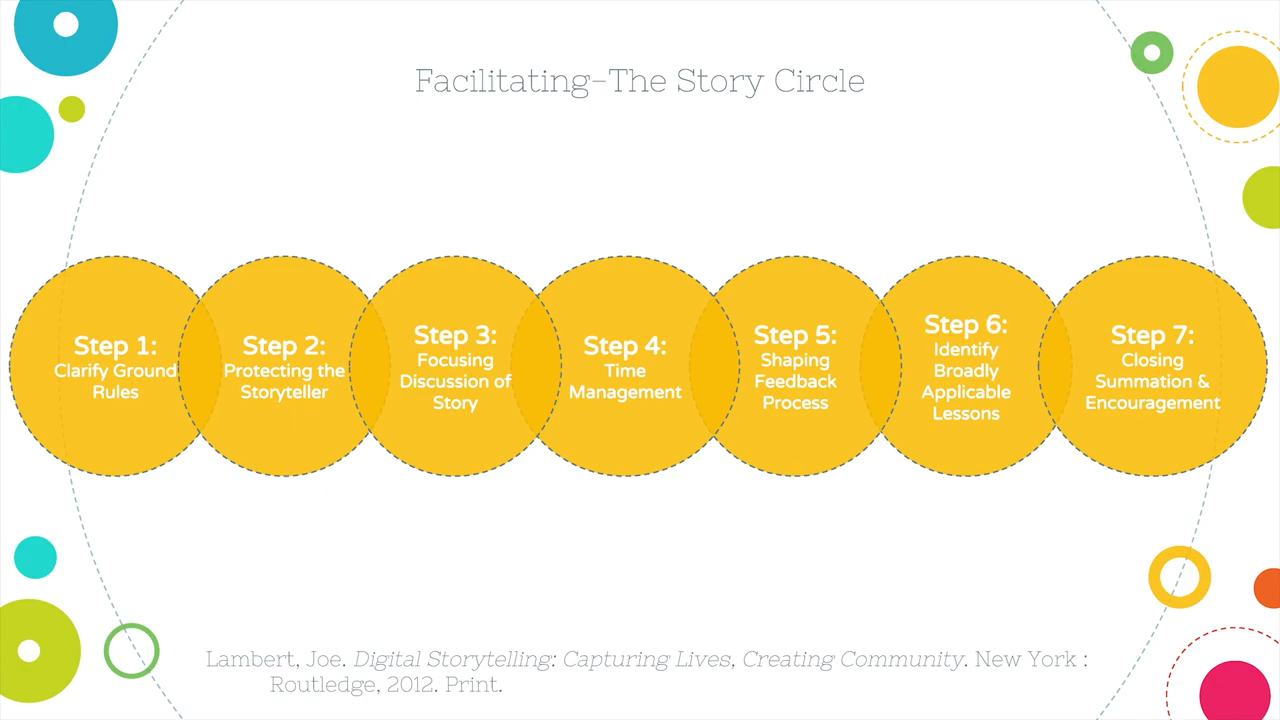 Facilitating–The Story Circle
Step 1:
Clarify Ground
Rules
Step 2:
Protecting the
Storyteller
Step 3:
Focusing
Discussion of
Story
Step 4:
Time
Management
Step 5:
Shaping
Feedback
Process
Step 6:
Identify
Broadly
Applicable
Lessons
Step 7:
Closing
Summation &
Encouragement
Lambert, Joe. Digital Storytelling: Capturing Lives, Creating Community. New York :
Routledge, 2012. Print.